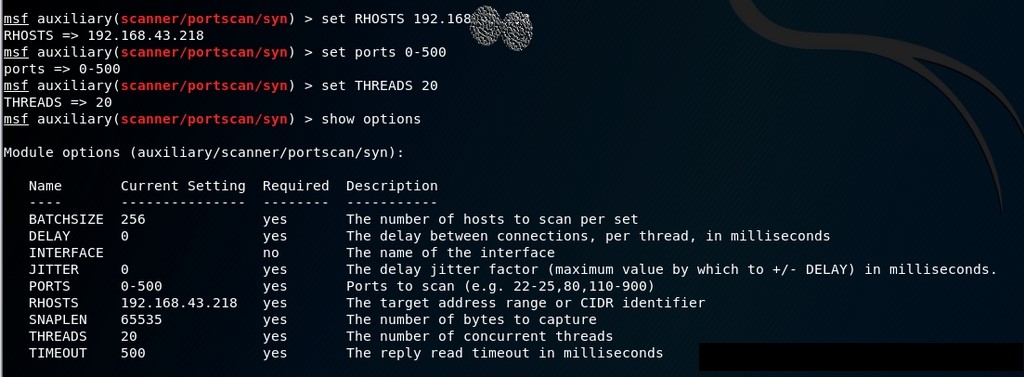 msf auxiliary(scanner/portscan/syn) > set RHOSTS 192.168
RHOSTS => 192.168.43.218
msf auxiliary(scanner/portscan/syn) > set ports 0-500
ports => 0-500
msf auxiliary(scanner/portscan/syn) > set THREADS 20
THREADS => 20
msf auxiliary(scanner/portscan/syn) > show options
Module options (auxiliary/scanner/portscan/syn):
Name Current Setting Required Description
---- --------------- -------- -----------
BATCHSIZE 256 yes The number of hosts to scan per set
DELAY 0 yes The delay between connections, per thread, in milliseconds
INTERFACE no The name of the interface
JITTER 0 yes The delay jitter factor (maximum value by which to +/- DELAY) in milliseconds.
PORTS 0-500 yes Ports to scan (e.g. 22-25,80,110-900)
RHOSTS 192.168.43.218 yes The target address range or CIDR identifier
SNAPLEN 65535 yes The number of bytes to capture
THREADS 20 yes The number of concurrent threads
TIMEOUT 500 yes The reply read timeout in milliseconds